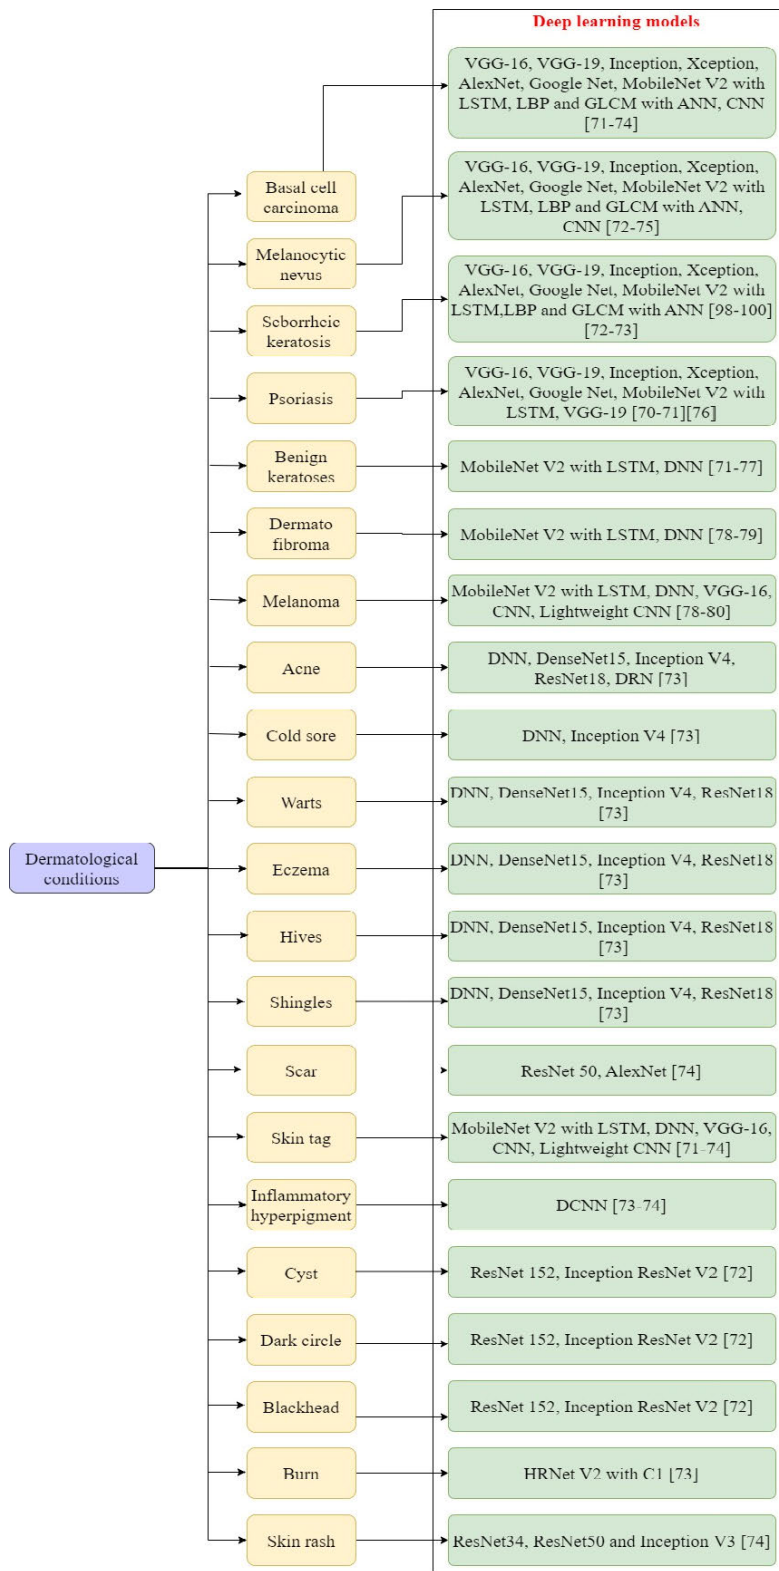 Deep learning models
VGG-16, VGG-19, Inception, Xception,
AlexNet, Google Net, MobileNet V2 with
LSTM, LBP and GLCM with ANN, CNN
[71-74]
Basal cell
carcinoma
VGG-16, VGG-19, Inception, Xception,
AlexNet, Google Net, MobileNet V2 with
LSTM, LBP and GLCM with ANN,
CNN [72-75]
Melanocytic
nevus
VGG-16, VGG-19, Inception, Xception,
AlexNet, Google Net, MobileNet V2 with
LSTM,LBP and GLCM with ANN [98-100]
[72-73]
Seborrheic
keratosis
VGG-16, VGG-19, Inception, Xception,
AlexNet, Google Net, MobileNet V2 with
LSTM, VGG-19 [70-71][76]
Psoriasis
Benign
keratoses
MobileNet V2 with LSTM, DNN [71-77]
Dermato
fibroma
MobileNet V2 with LSTM, DNN [78-79]
Melanoma
MobileNet V2 with LSTM, DNN, VGG-16,
CNN, Lightweight CNN [78-80]
Acne
DNN, DenseNet15, Inception V4,
ResNet18, DRN [73]
Cold sore
DNN, Inception V4 [73]
Warts
DNN, DenseNet15, Inception V4, ResNet18
[73]
Dermatological
conditions
Eczema
DNN, DenseNet15, Inception V4, ResNet18
[73]
Hives
DNN, DenseNet15, Inception V4, ResNet18
[73]
Shingles
DNN, DenseNet15, Inception V4, ResNet18
[73]
Scar
ResNet 50, AlexNet [74]
Skin tag
MobileNet V2 with LSTM, DNN, VGG-16,
CNN, Lightweight CNN [71-74]
Inflammatory
hyperpigment
DCNN [73-74]
Cyst
ResNet 152, Inception ResNet V2 [72]
Dark circle
ResNet 152, Inception ResNet V2 [72]
Blackhead
ResNet 152, Inception ResNet V2 [72]
Burn
HRNet V2 with C1 [73]
Skin rash
ResNet34, ResNet50 and Inception V3 [74]